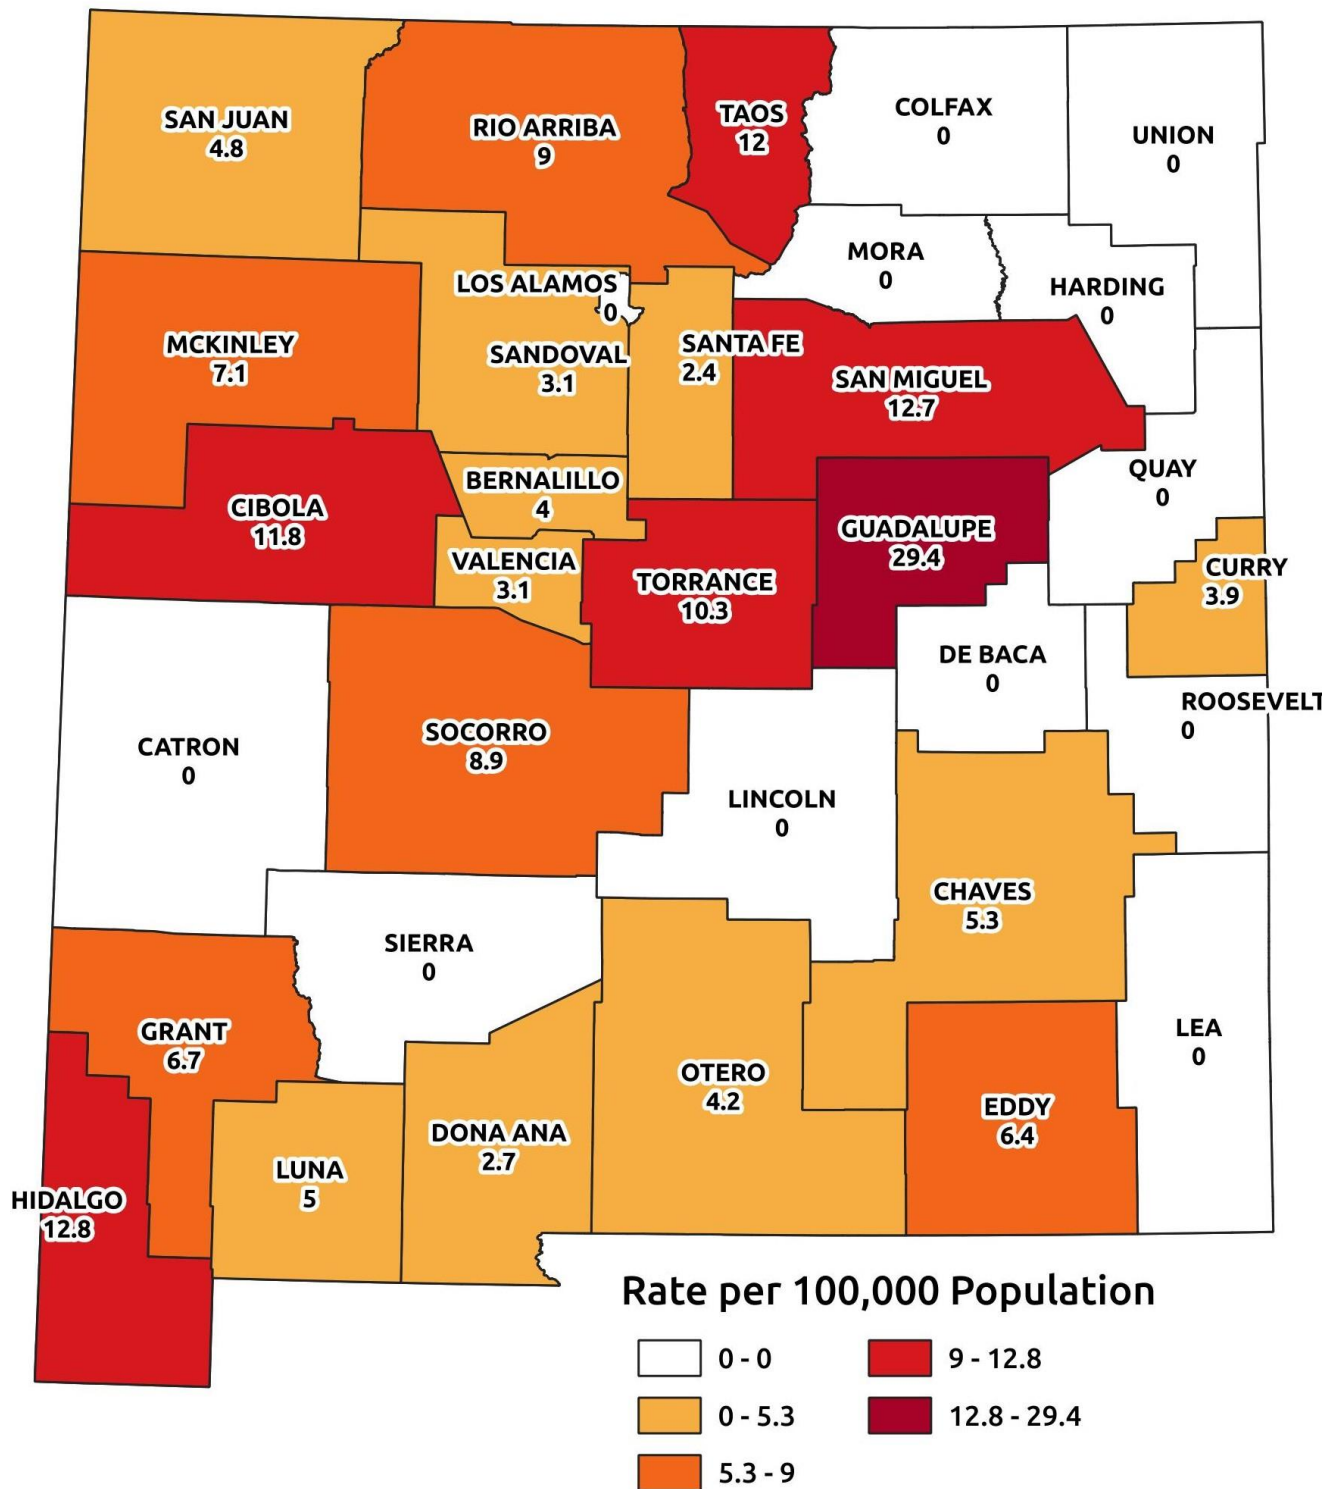 SAN JUAN
4.8
RIO ARRIBA
9
TAOS
12
COLFAX
0
UNION
0
MORA
0
HARDING
0
LOS ALAMOS
0
MCKINLEY
7.1
SANDOVAL
3.1
SANTA FE
2.4
SAN MIGUEL
12.7
QUAY
0
BERNALILLO
4
CIBOLA
11.8
GUADALUPE
29.4
VALENCIA
3.1
TORRANCE
10.3
CURRY
3.9
DE BACA
0
ROOSEVELT
0
CATRON
0
SOCORRO
8.9
LINCOLN
0
CHAVES
5.3
SIERRA
0
GRANT
6.7
LEA
0
OTERO
4.2
EDDY
6.4
DONA ANA
2.7
LUNA
5
HIDALGO
12.8
Rate per 100,000 Population
0 - 0
0 - 5.3
5.3 - 9
9 - 12.8
12.8 - 29.4